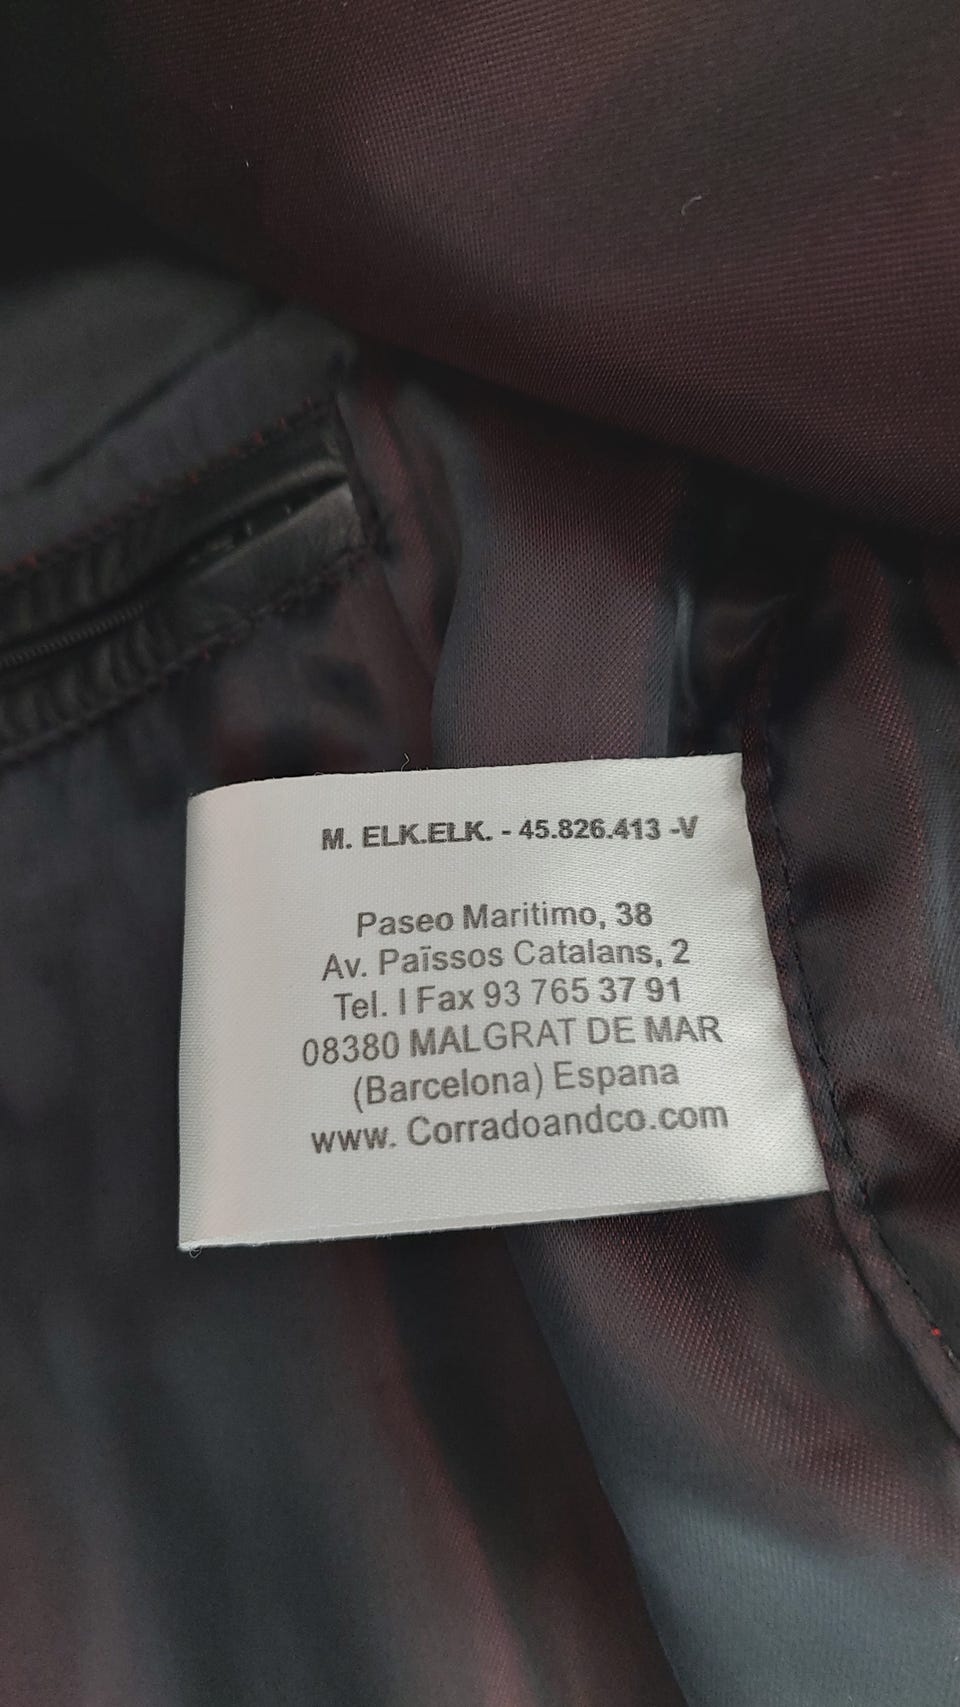 M. ELK.ELK. - 45.826.413 -V
Paseo Maritimo, 38
Av. Païssos Catalans, 2
Tel. I Fax 93 765 37 91
08380 MALGRAT DE MAR
(Barcelona) Espana
www. Corradoandco.com